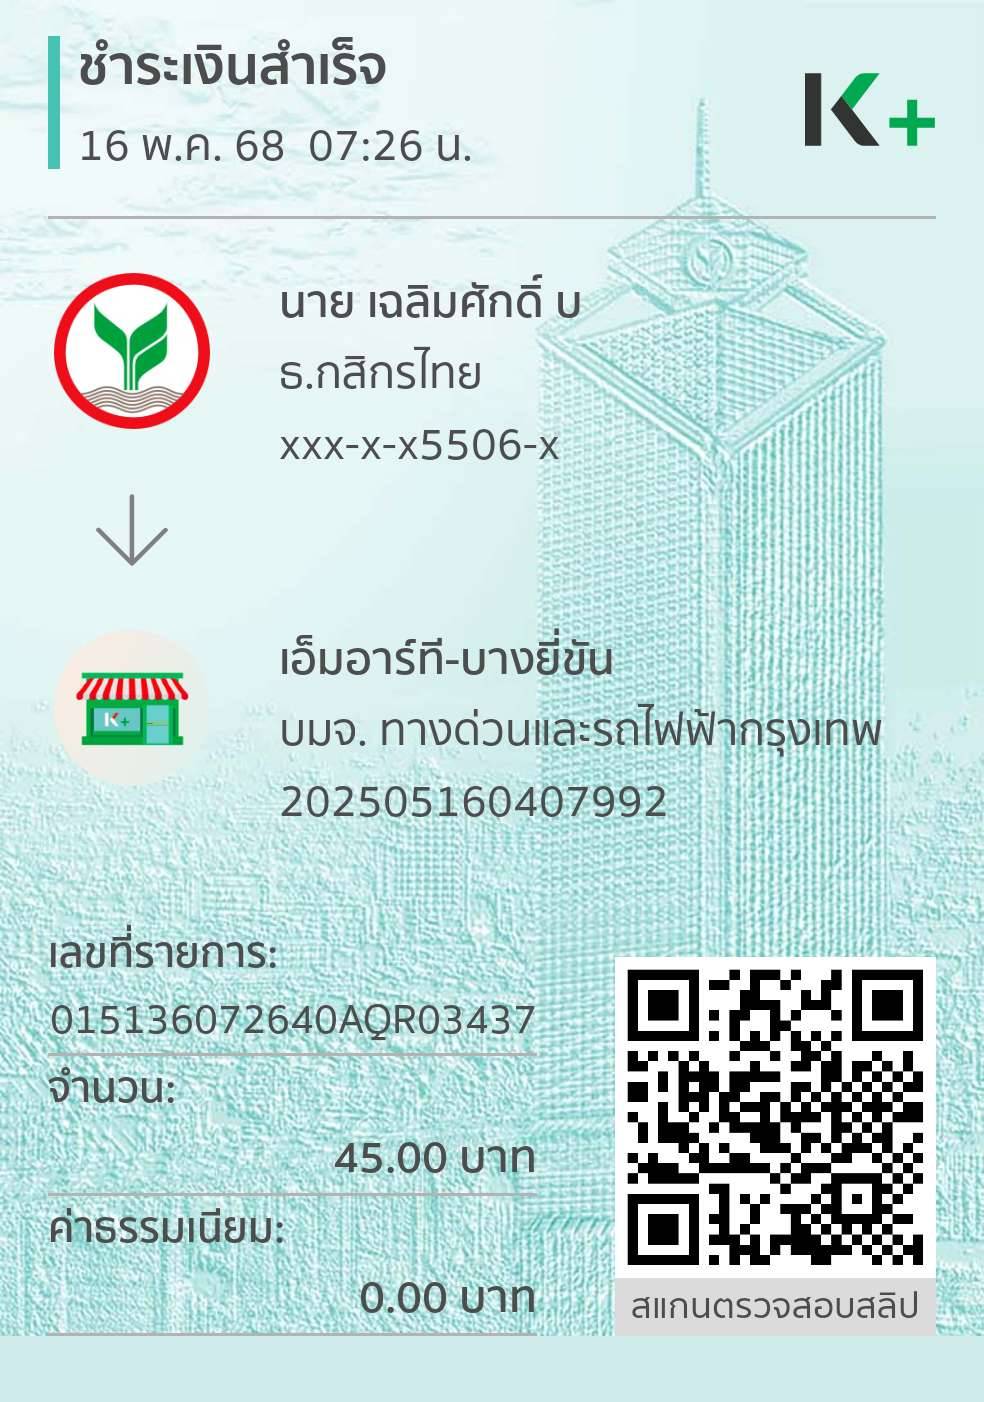 ชำระเงินสำเร็จ
16 พ.ค. 68 07:26 น.
K+
นาย เฉลิมศักดิ์ บ
ธ.กสิกรไทย
xxx-x-x5506-x
K+
เอ็มอาร์ที-บางยี่ขัน
บมจ. ทางด่วนและรถไฟฟ้ากรุงเทพ
202505160407992
เลขที่รายการ:
015136072640AQR03437
จำนวน:
45.00 บาท
ค่าธรรมเนียม:
0.00 บาท
สแกนตรวจสอบสลิป